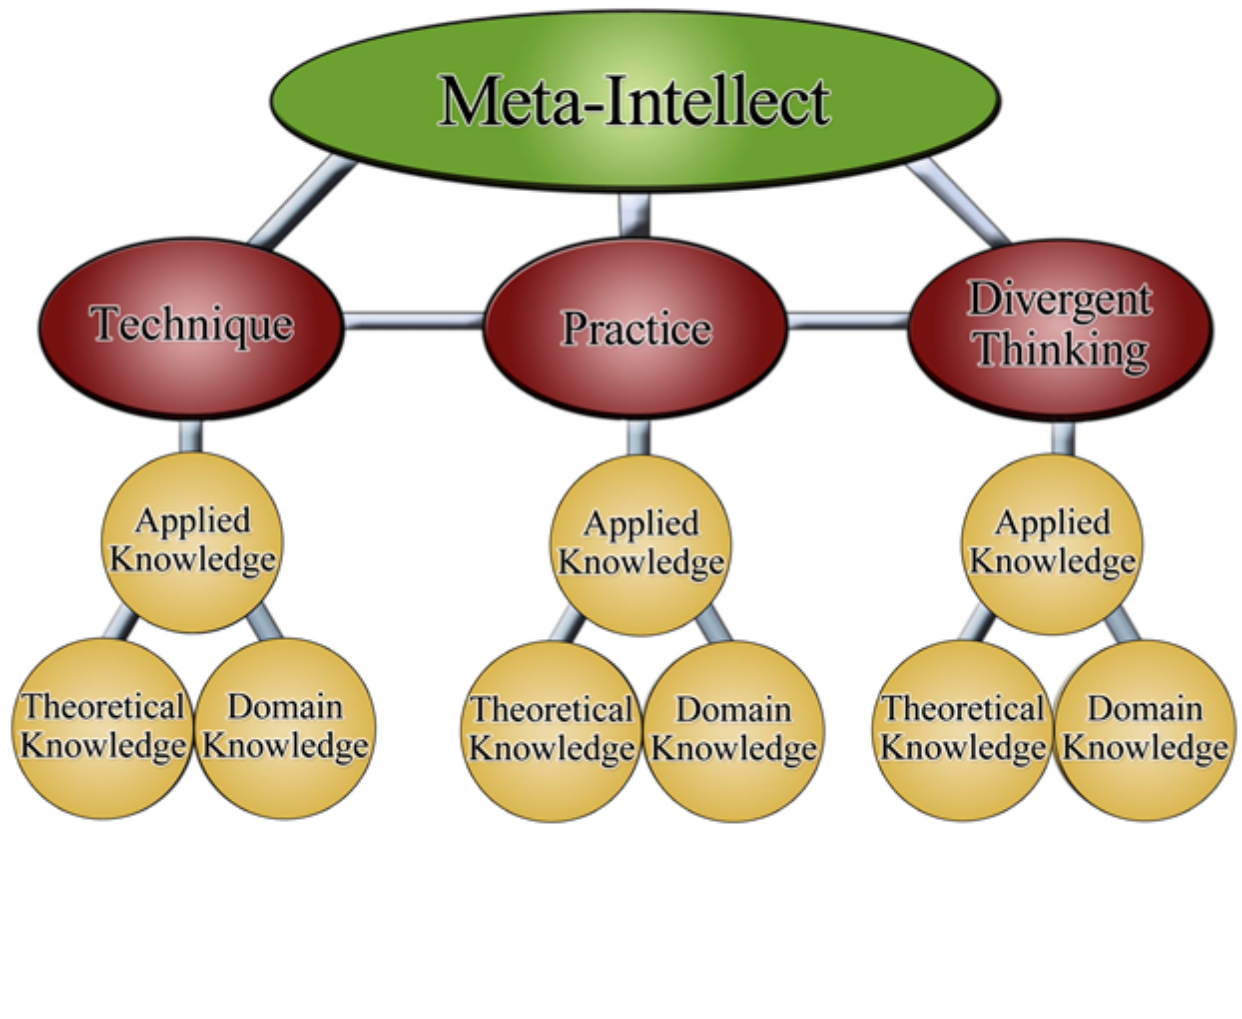 Meta-Intellect
Technique
Practice
Divergent
Thinking
Applied
Knowledge
Applied
Knowledge
Applied
Knowledge
Theoretical
Knowledge
Domain
Knowledge
Theoretical
Knowledge
Domain
Knowledge
Theoretical
Knowledge
Domain
Knowledge